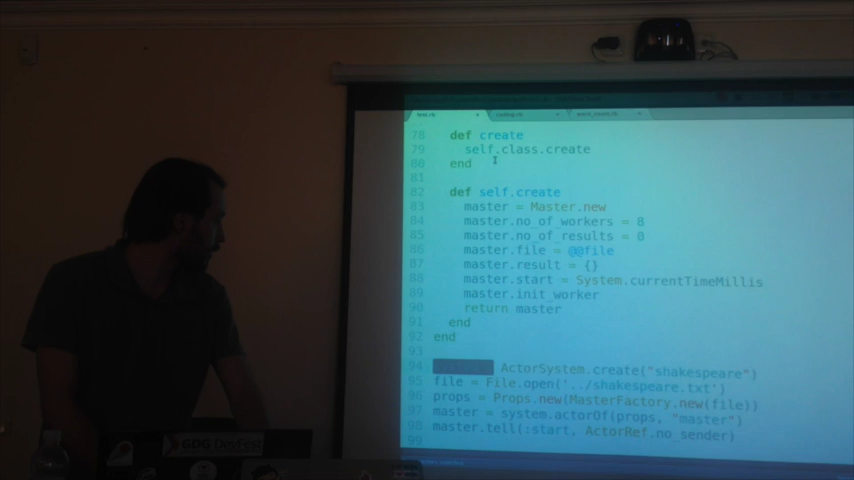 78 def create
79 self.class.create
80 end
81
82 def self.create
83 master = Master.new
84 master.no_of_workers = 8
85 master.no_of_results = 0
86 master.file = @@file
87 master.result = {}
88 master.start = System.currentTimeMillis
89 master.init_worker
90 return master
91 end
92 end
93
94 ActorSystem.create("shakespeare")
95 file = File.open('../shakespeare.txt')
96 props = Props.new(MasterFactory.new(file))
97 master = system.actorOf(props, "master")
98 master.tell(:start, ActorRef.no_sender)
99
GDG DevFest